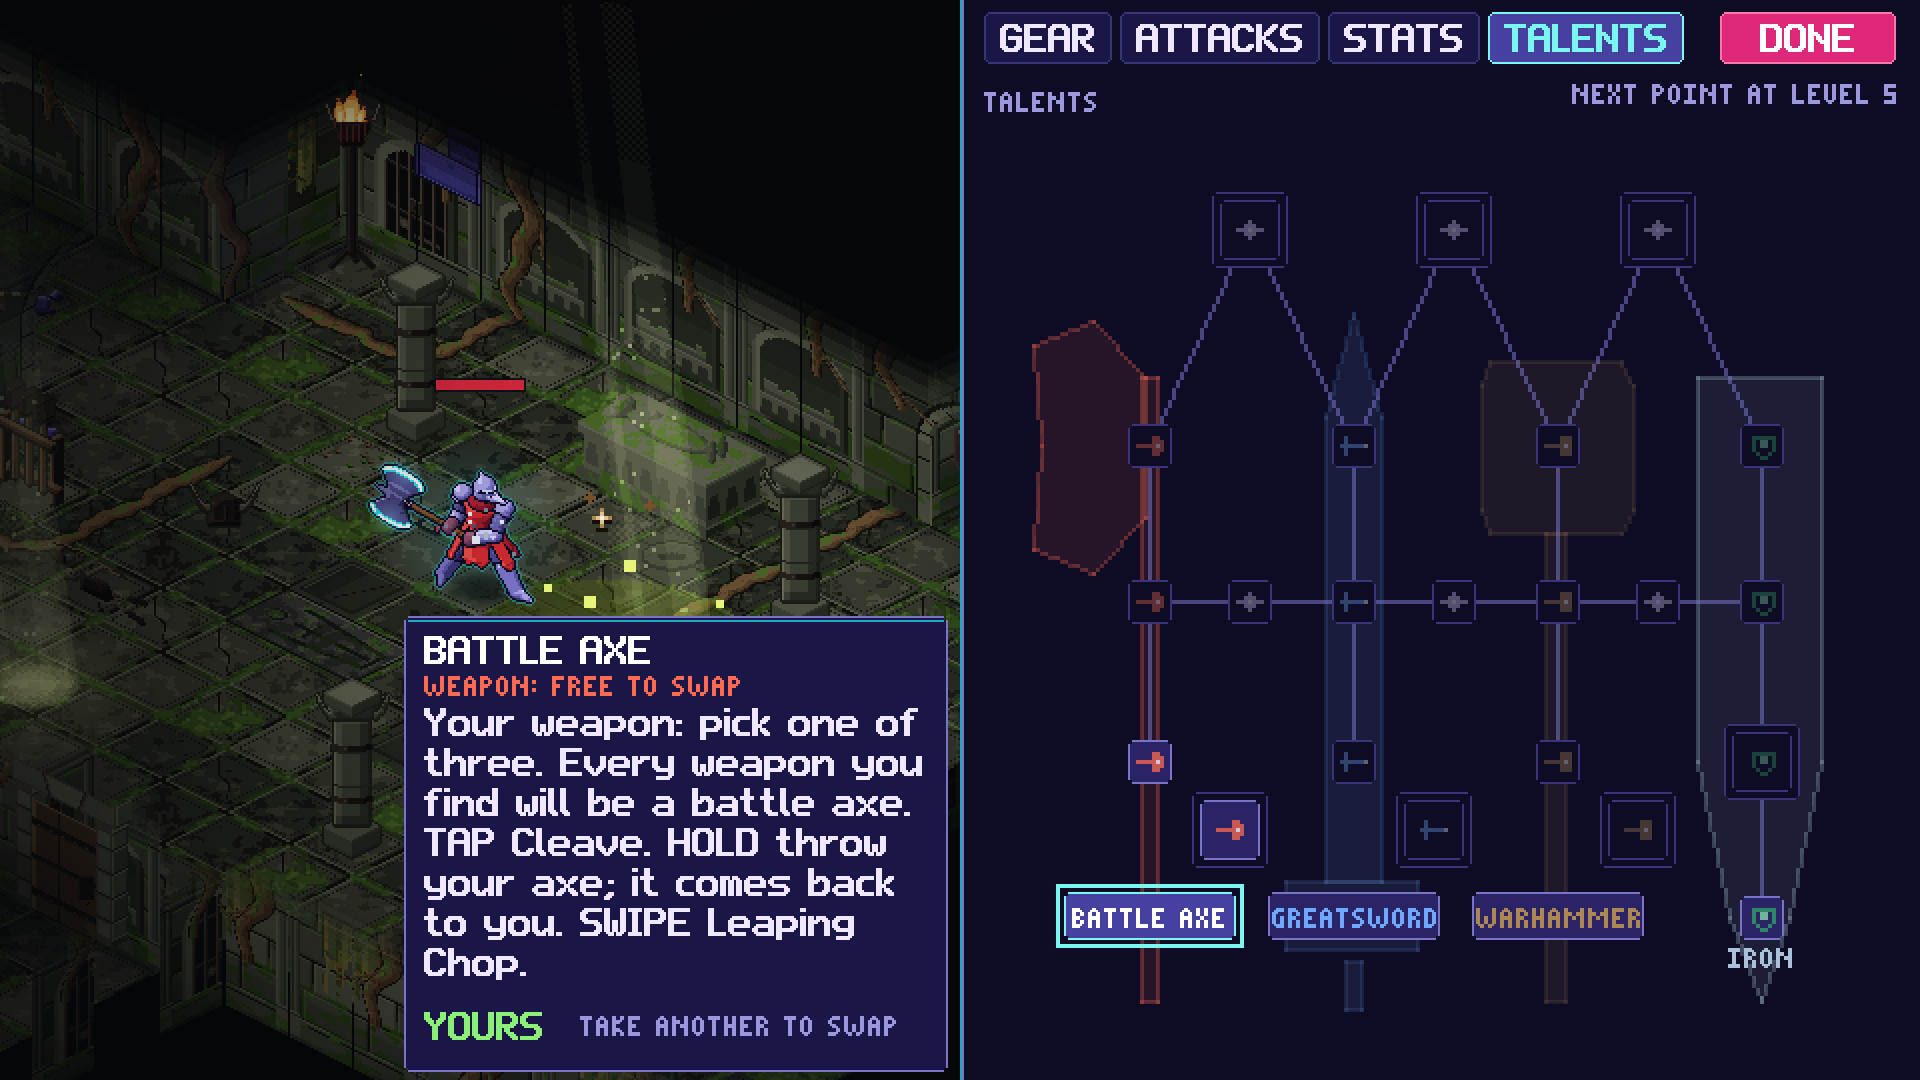 GEAR
ATTACKS
STATS
TALENTS
DONE
TALENTS
NEXT POINT AT LEVEL 5
BATTLE AXE
WEAPON: FREE TO SWAP
Your weapon: pick one of
three. Every weapon you
find will be a battle axe.
TAP Cleave. HOLD throw
your axe; it comes back
to you. SWIPE Leaping
Chop.
YOURS
TAKE ANOTHER TO SWAP
BATTLE AXE
GREATSWORD
WARHAMMER
IRON